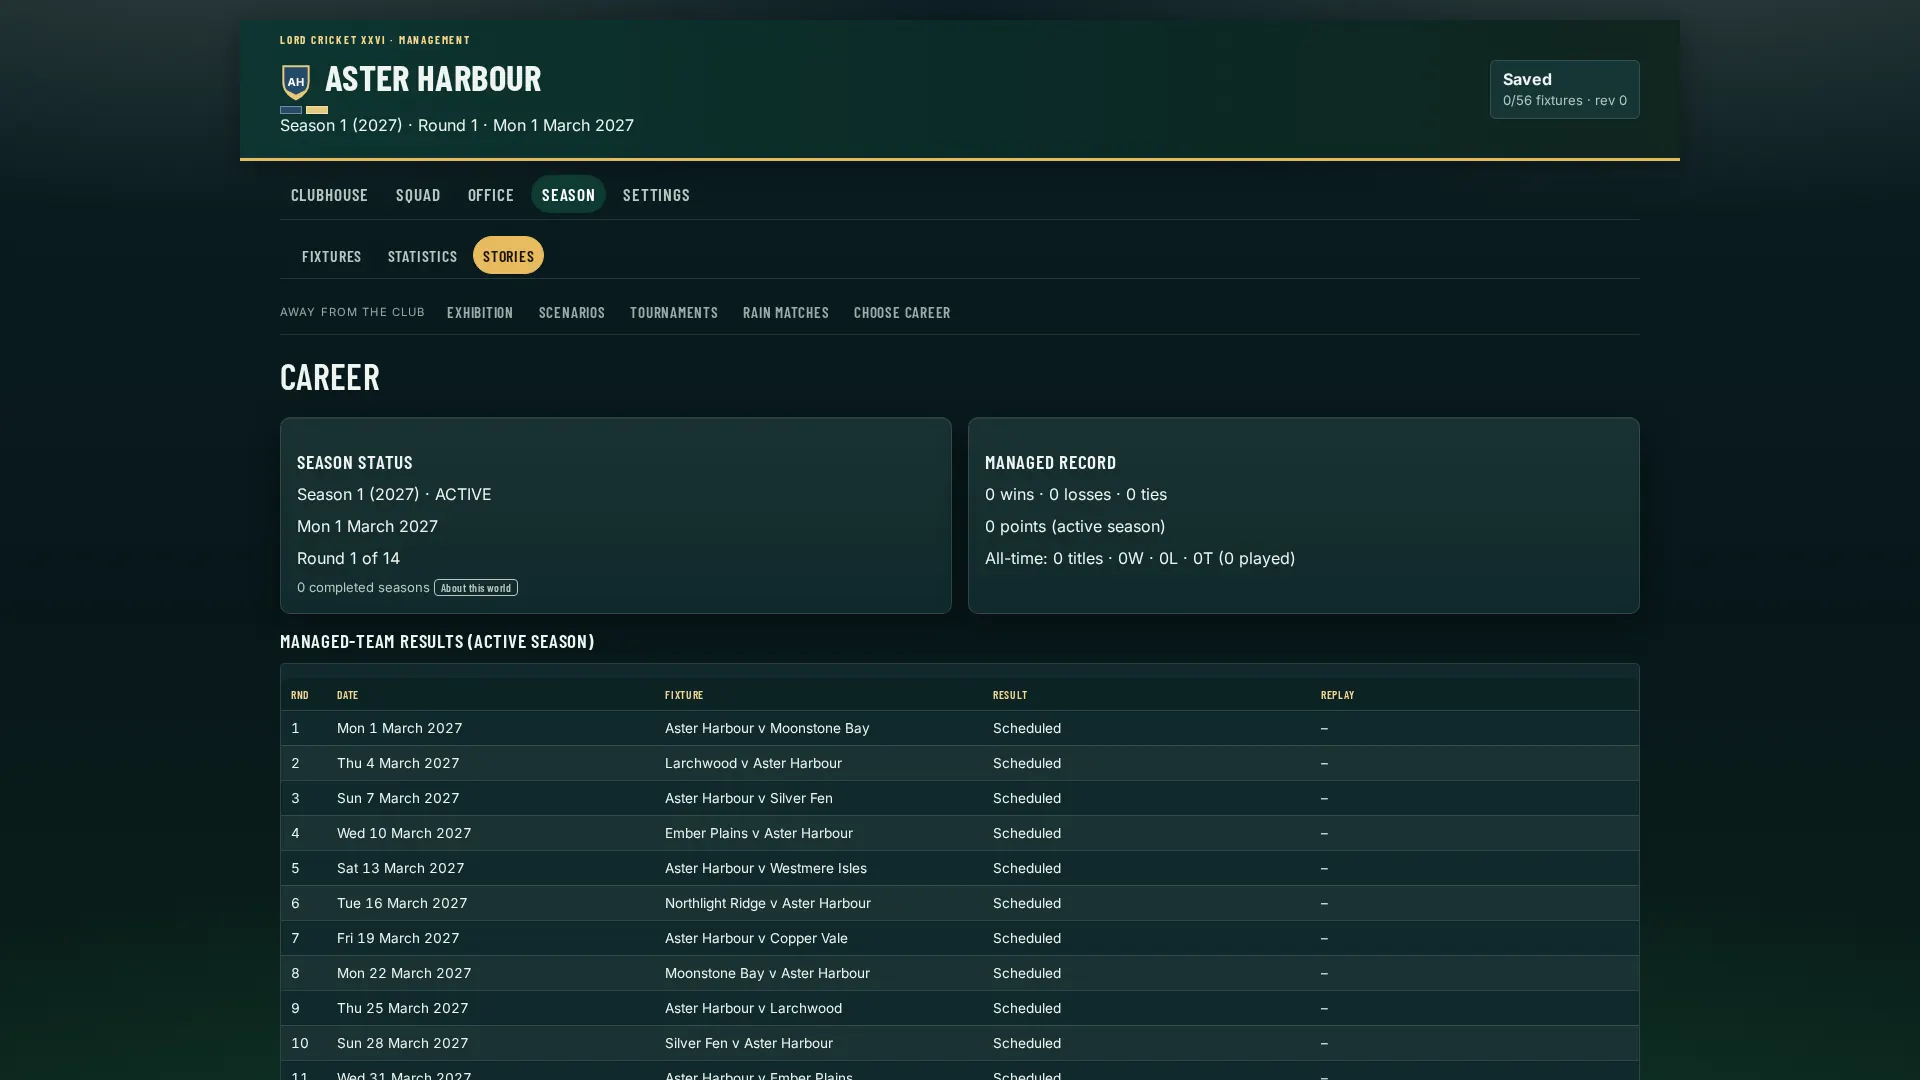 LORD CRICKET XXVI · MANAGEMENT
AH ASTER HARBOUR
Season 1 (2027) · Round 1 · Mon 1 March 2027
Saved
0/56 fixtures · rev 0
CLUBHOUSE SQUAD OFFICE SEASON SETTINGS
FIXTURES STATISTICS STORIES
AWAY FROM THE CLUB EXHIBITION SCENARIOS TOURNAMENTS RAIN MATCHES CHOOSE CAREER
CAREER
SEASON STATUS
Season 1 (2027) · ACTIVE
Mon 1 March 2027
Round 1 of 14
0 completed seasons About this world
MANAGED RECORD
0 wins · 0 losses · 0 ties
0 points (active season)
All-time: 0 titles · 0W · 0L · 0T (0 played)
MANAGED-TEAM RESULTS (ACTIVE SEASON)
RND DATE FIXTURE RESULT REPLAY
1 Mon 1 March 2027 Aster Harbour v Moonstone Bay Scheduled –
2 Thu 4 March 2027 Larchwood v Aster Harbour Scheduled –
3 Sun 7 March 2027 Aster Harbour v Silver Fen Scheduled –
4 Wed 10 March 2027 Ember Plains v Aster Harbour Scheduled –
5 Sat 13 March 2027 Aster Harbour v Westmere Isles Scheduled –
6 Tue 16 March 2027 Northlight Ridge v Aster Harbour Scheduled –
7 Fri 19 March 2027 Aster Harbour v Copper Vale Scheduled –
8 Mon 22 March 2027 Moonstone Bay v Aster Harbour Scheduled –
9 Thu 25 March 2027 Aster Harbour v Larchwood Scheduled –
10 Sun 28 March 2027 Silver Fen v Aster Harbour Scheduled –
11 Wed 31 March 2027 Aster Harbour v Ember Plains Scheduled –